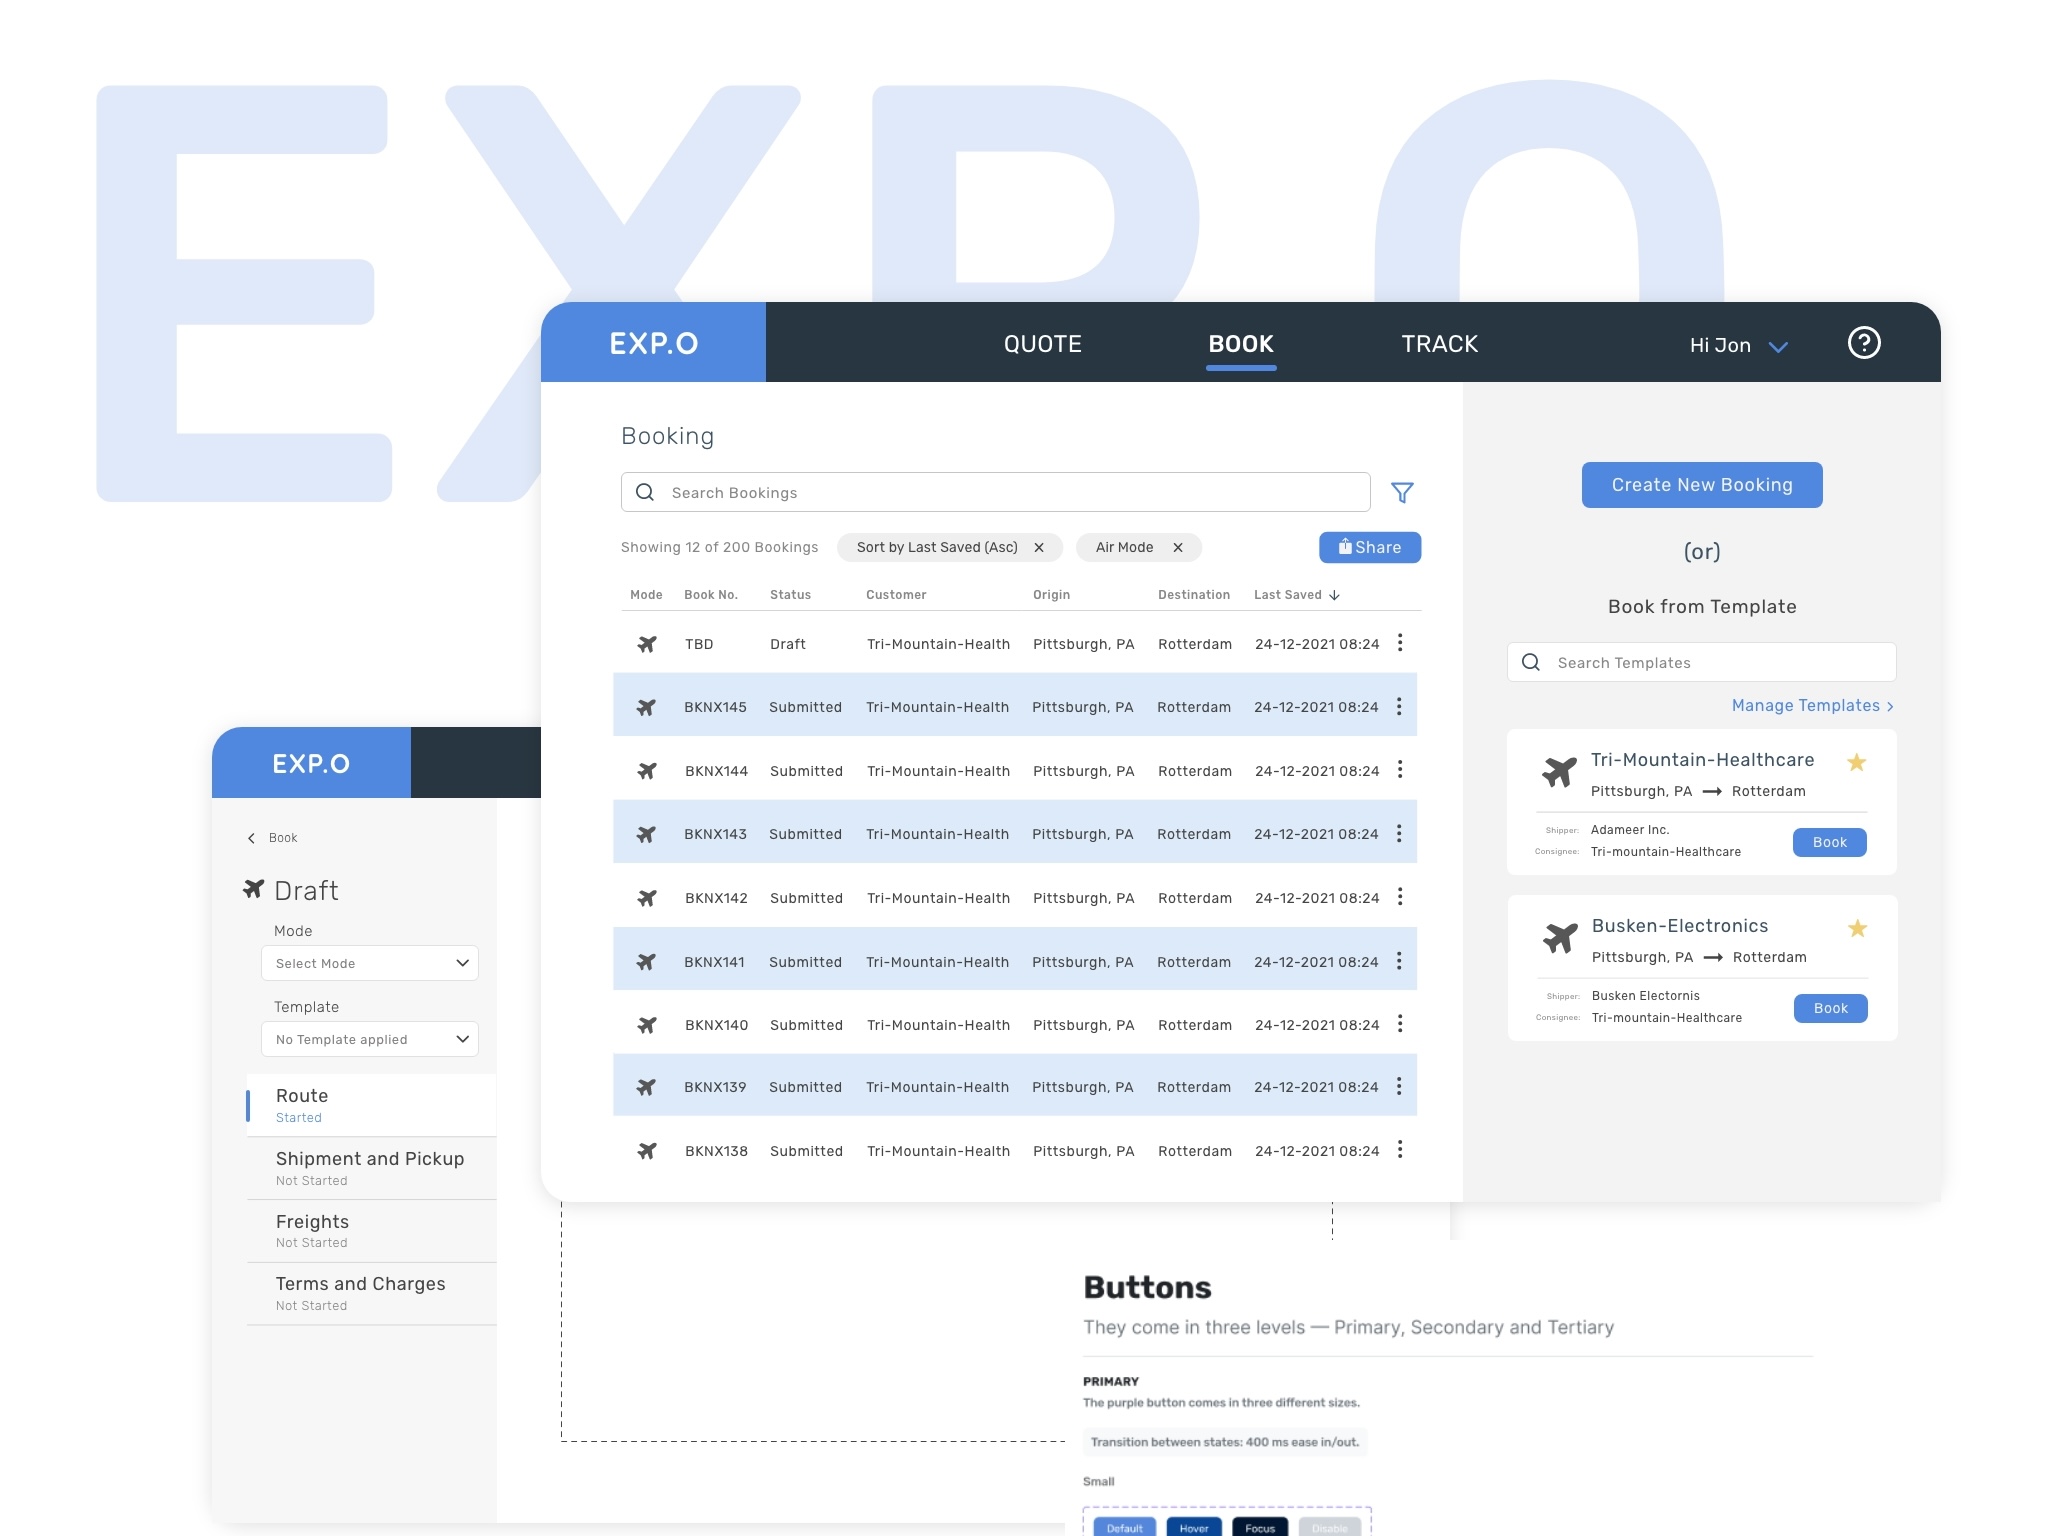 EXP.O
EXP.O
QUOTE
BOOK
TRACK
Hi Jon
Booking
Search Bookings
Showing 12 of 200 Bookings
Sort by Last Saved (Asc)
Air Mode
Share
Mode Book No. Status Customer Origin Destination Last Saved
TBD Draft Tri-Mountain-Health Pittsburgh, PA Rotterdam 24-12-2021 08:24
BKNX145 Submitted Tri-Mountain-Health Pittsburgh, PA Rotterdam 24-12-2021 08:24
BKNX144 Submitted Tri-Mountain-Health Pittsburgh, PA Rotterdam 24-12-2021 08:24
BKNX143 Submitted Tri-Mountain-Health Pittsburgh, PA Rotterdam 24-12-2021 08:24
BKNX142 Submitted Tri-Mountain-Health Pittsburgh, PA Rotterdam 24-12-2021 08:24
BKNX141 Submitted Tri-Mountain-Health Pittsburgh, PA Rotterdam 24-12-2021 08:24
BKNX140 Submitted Tri-Mountain-Health Pittsburgh, PA Rotterdam 24-12-2021 08:24
BKNX139 Submitted Tri-Mountain-Health Pittsburgh, PA Rotterdam 24-12-2021 08:24
BKNX138 Submitted Tri-Mountain-Health Pittsburgh, PA Rotterdam 24-12-2021 08:24
Create New Booking
(or)
Book from Template
Search Templates
Manage Templates
Tri-Mountain-Healthcare
Pittsburgh, PA Rotterdam
Shipper: Adameer Inc.
Consignee: Tri-mountain-Healthcare
Book
Busken-Electronics
Pittsburgh, PA Rotterdam
Shipper: Busken Electornis
Consignee: Tri-mountain-Healthcare
Book
EXP.O
Book
Draft
Mode
Select Mode
Template
No Template applied
Route
Started
Shipment and Pickup
Not Started
Freights
Not Started
Terms and Charges
Not Started
Buttons
They come in three levels — Primary, Secondary and Tertiary
PRIMARY
The purple button comes in three different sizes.
Transition between states: 400 ms ease in/out.
Small
Default Hover Focus Disable